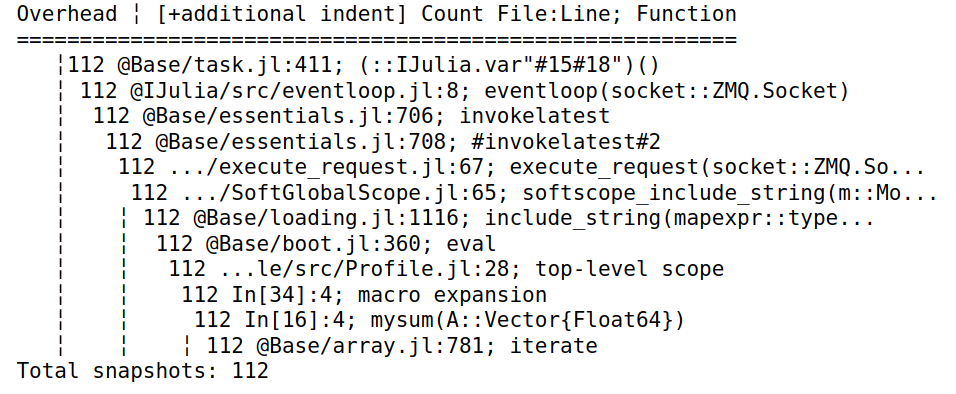 Overhead ╎ [+additional indent] Count File:Line; Function
=========================================================
   ╎112 @Base/task.jl:411; (::IJulia.var"#15#18")()
   ╎ 112 @IJulia/src/eventloop.jl:8; eventloop(socket::ZMQ.Socket)
   ╎  112 @Base/essentials.jl:706; invokelatest
   ╎   112 @Base/essentials.jl:708; #invokelatest#2
   ╎    112 .../execute_request.jl:67; execute_request(socket::ZMQ.So...
   ╎     112 .../SoftGlobalScope.jl:65; softscope_include_string(m::Mo...
   ╎    ╎ 112 @Base/loading.jl:1116; include_string(mapexpr::type...
   ╎    ╎  112 @Base/boot.jl:360; eval
   ╎    ╎   112 ...le/src/Profile.jl:28; top-level scope
   ╎    ╎    112 In[34]:4; macro expansion
   ╎    ╎     112 In[16]:4; mysum(A::Vector{Float64})
   ╎    ╎    ╎ 112 @Base/array.jl:781; iterate
Total snapshots: 112